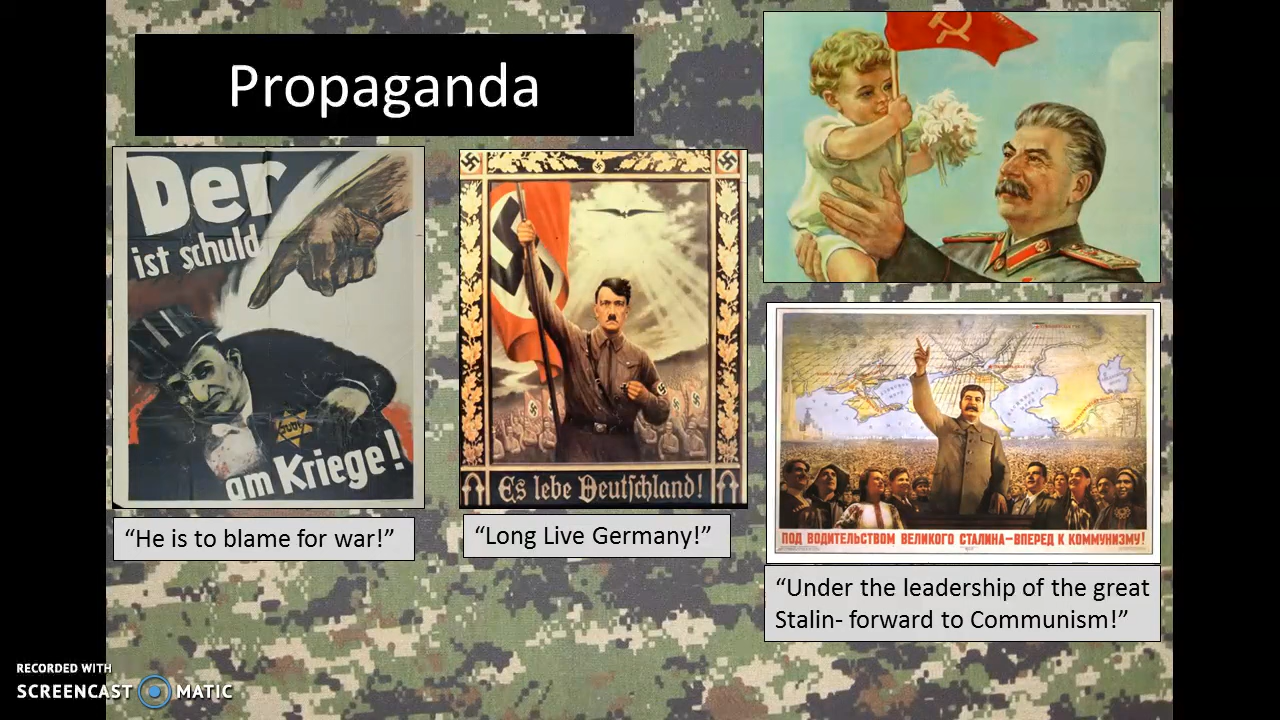 Propaganda
Der
ist schuld
Jude
am Kriege!
"He is to blame for war!"
Es lebe Deutschland!
"Long Live Germany!"
ПОД ВОДИТЕЛЬСТВОМ ВЕЛИКОГО СТАЛИНА—ВПЕРЕД К КОММУНИЗМУ!
"Under the leadership of the great
Stalin- forward to Communism!"
RECORDED WITH
SCREENCAST MATIC